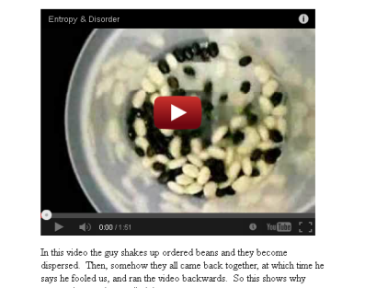 Entropy & Disorder
0:00 / 1:51
YouTube
In this video the guy shakes up ordered beans and they become
dispersed. Then, somehow they all came back together, at which time he
says he fooled us, and ran the video backwards. So this shows why